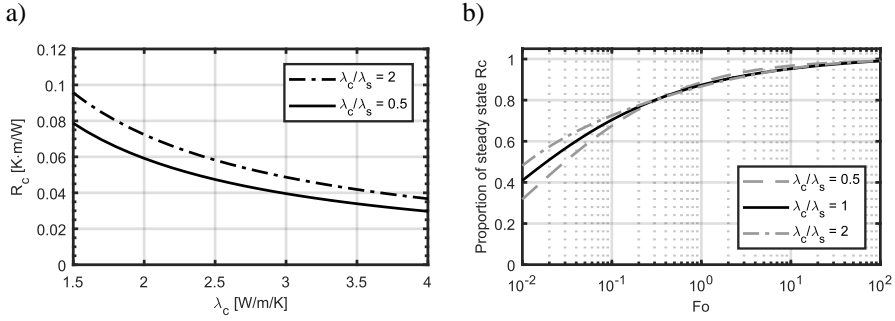 a)
0.12
0.1
0.08
0.06
0.04
0.02
0
R_c [K·m/W]
1.5 2 2.5 3 3.5 4
λ_c [W/m/K]
λ_c/λ_s = 2
λ_c/λ_s = 0.5
b)
1
0.8
0.6
0.4
0.2
0
Proportion of steady state Rc
10^-2 10^-1 10^0 10^1 10^2
Fo
λ_c/λ_s = 0.5
λ_c/λ_s = 1
λ_c/λ_s = 2